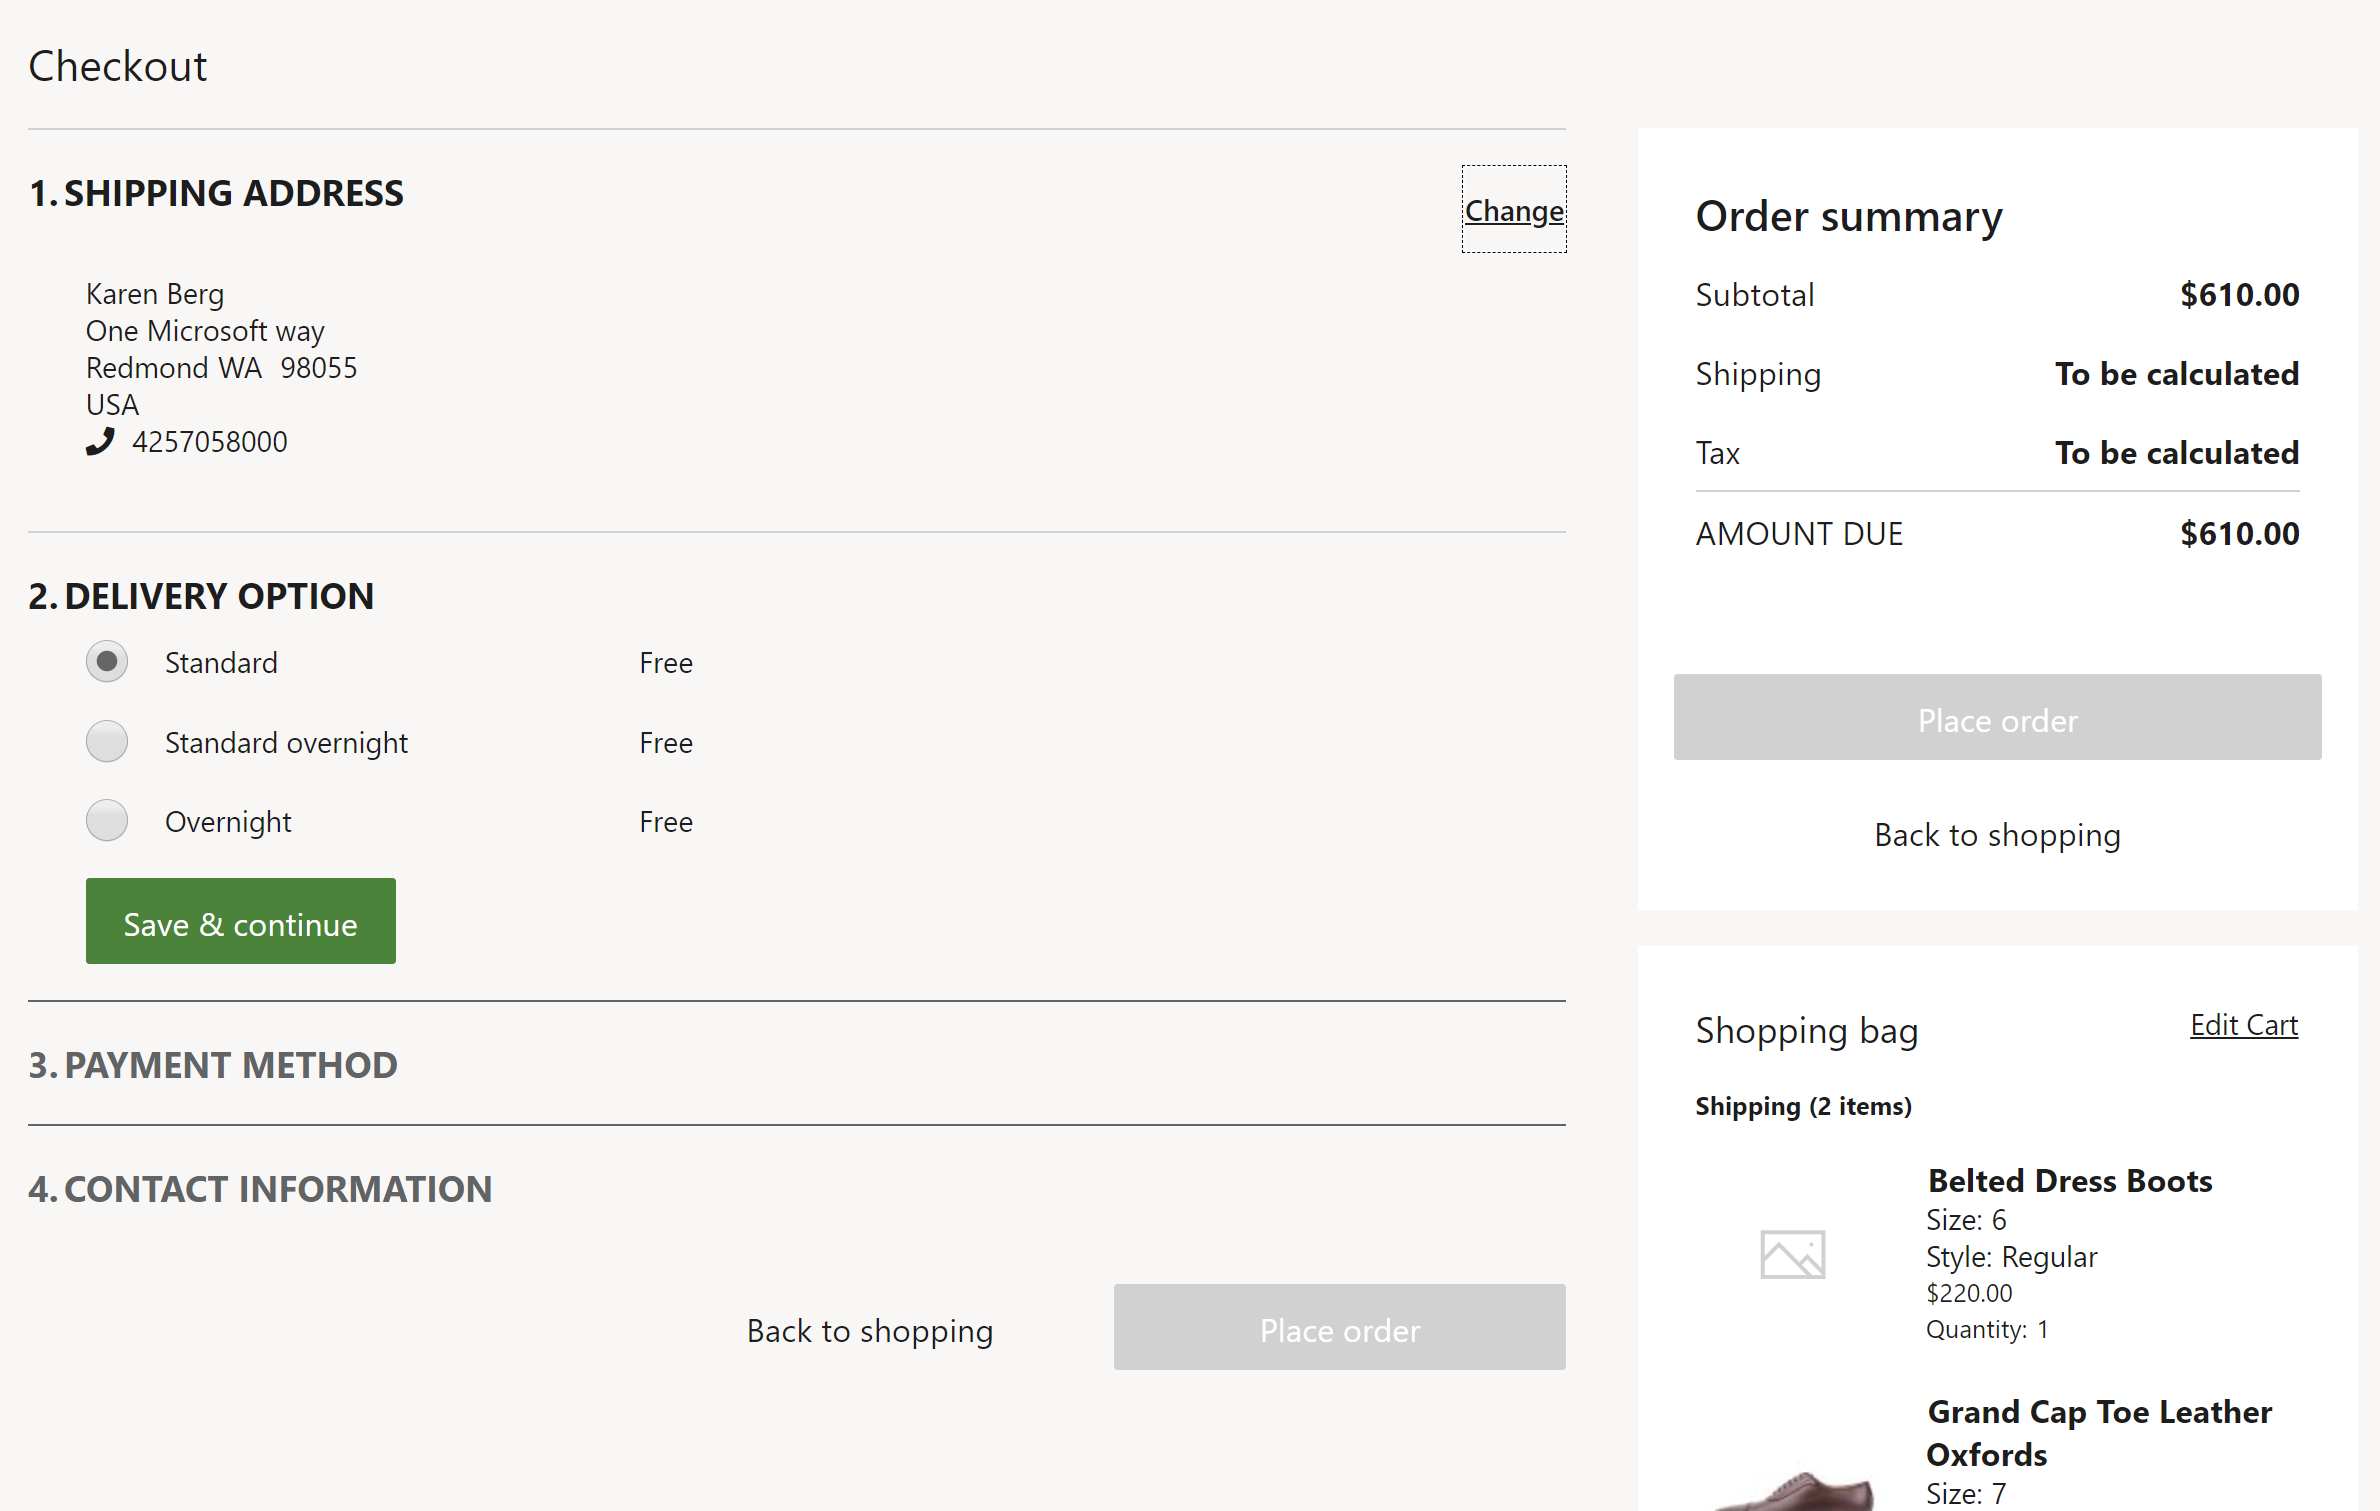 Checkout
1. SHIPPING ADDRESS
Change
Karen Berg
One Microsoft way
Redmond WA  98055
USA
4257058000
2. DELIVERY OPTION
Standard Free
Standard overnight Free
Overnight Free
Save & continue
3. PAYMENT METHOD
4. CONTACT INFORMATION
Back to shopping Place order
Order summary
Subtotal $610.00
Shipping To be calculated
Tax To be calculated
AMOUNT DUE $610.00
Place order
Back to shopping
Shopping bag Edit Cart
Shipping (2 items)
Belted Dress Boots
Size: 6
Style: Regular
$220.00
Quantity: 1
Grand Cap Toe Leather
Oxfords
Size: 7